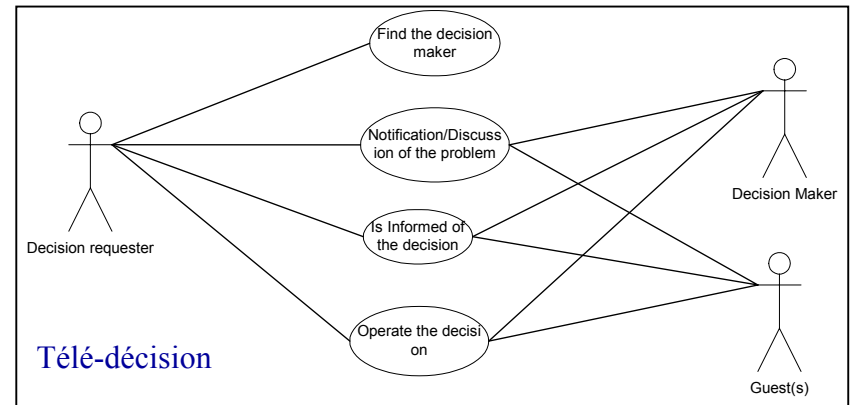 Find the decision
maker
Notification/Discuss
ion of the problem
Decision Maker
Is Informed of
the decision
Decision requester
Operate the decisi
on
Télé-décision
Guest(s)